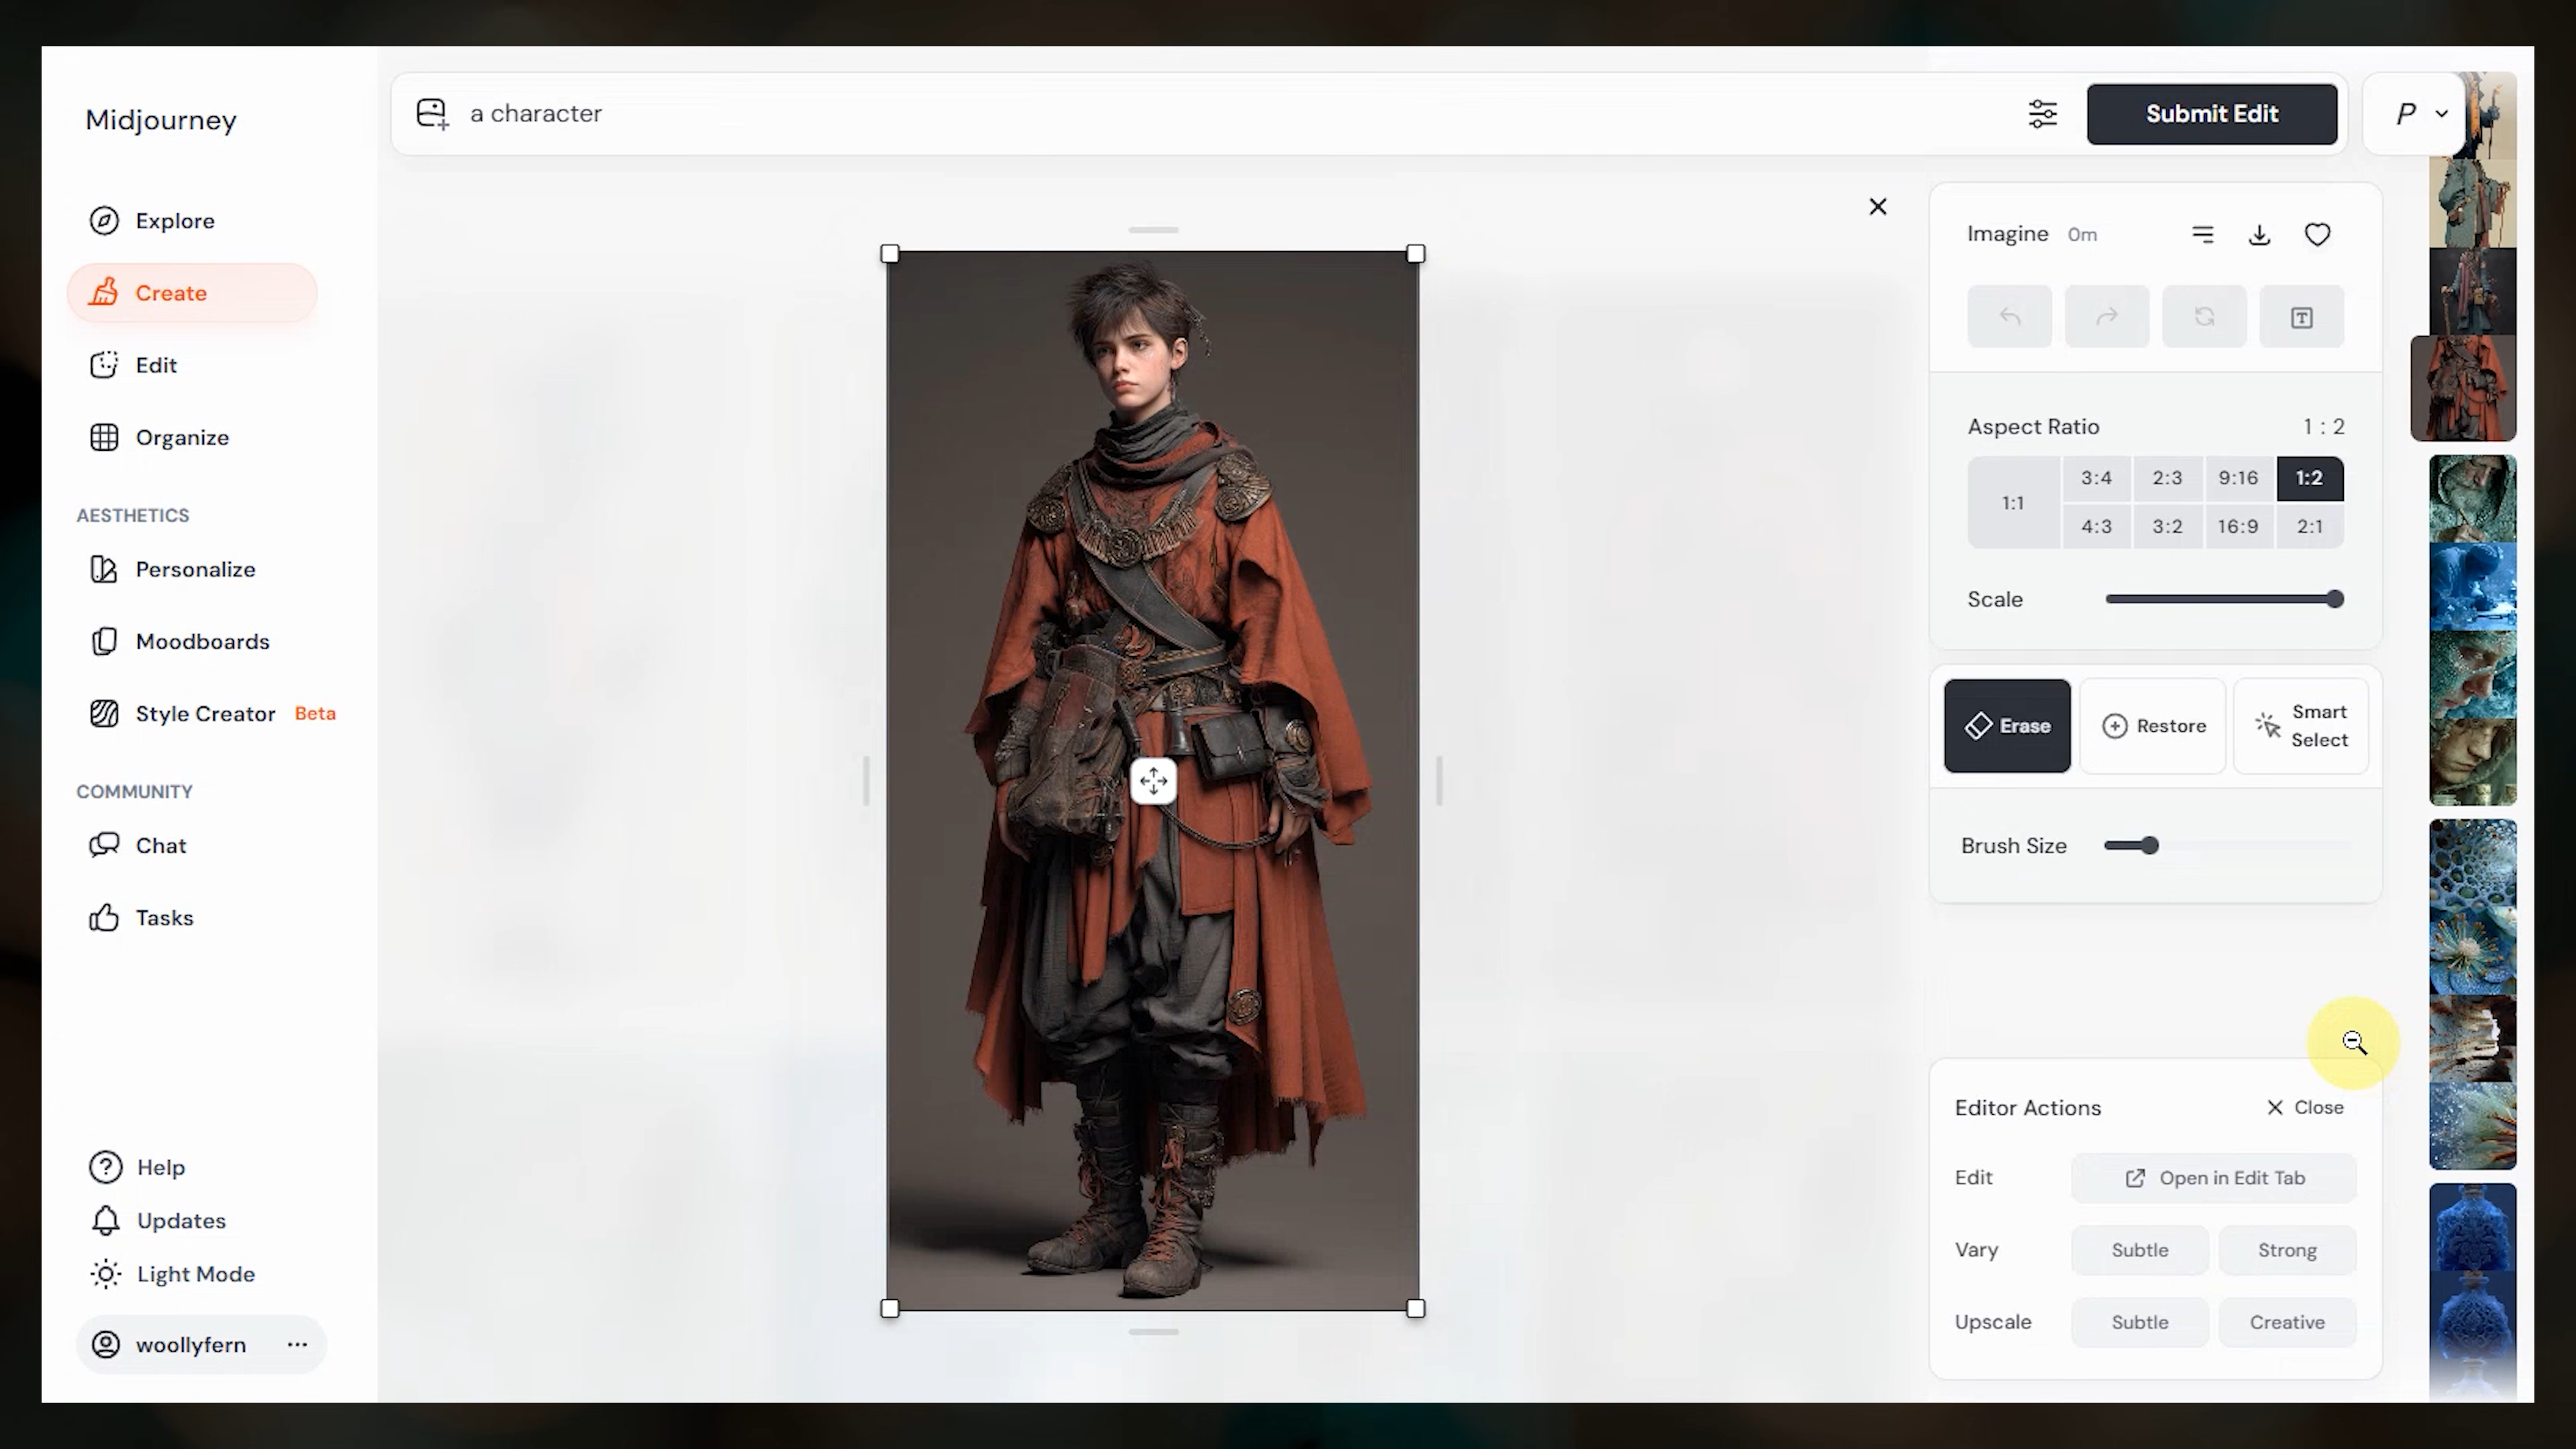 Midjourney
Explore
Create
Edit
Organize
AESTHETICS
Personalize
Moodboards
Style Creator Beta
COMMUNITY
Chat
Tasks
Help
Updates
Light Mode
woollyfern
a character
Submit Edit
P
Imagine 0m
Aspect Ratio 1 : 2
1:1
3:4 2:3 9:16 1:2
4:3 3:2 16:9 2:1
Scale
Erase
Restore
Smart
Select
Brush Size
Editor Actions Close
Edit Open in Edit Tab
Vary Subtle Strong
Upscale Subtle Creative